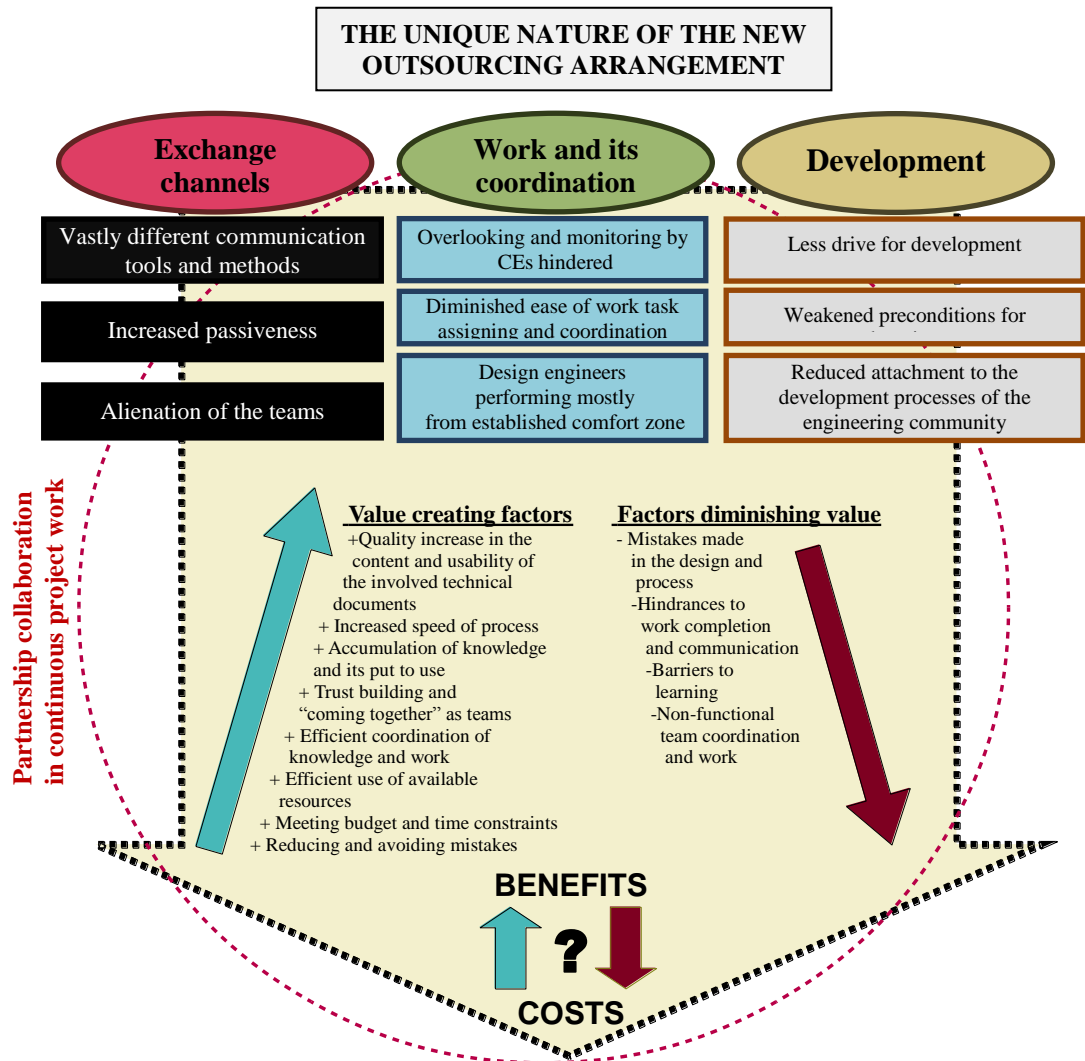 THE UNIQUE NATURE OF THE NEW
OUTSOURCING ARRANGEMENT
Exchange
channels
Work and its
coordination
Development
Vastly different communication
tools and methods
Increased passiveness
Alienation of the teams
Overlooking and monitoring by
CEs hindered
Diminished ease of work task
assigning and coordination
Design engineers
performing mostly
from established comfort zone
Less drive for development
Weakened preconditions for
Reduced attachment to the
development processes of the
engineering community
Partnership collaboration
in continuous project work
Value creating factors
+Quality increase in the
content and usability of
the involved technical
documents
+ Increased speed of process
+ Accumulation of knowledge
and its put to use
+ Trust building and
“coming together” as teams
+ Efficient coordination of
knowledge and work
+ Efficient use of available
resources
+ Meeting budget and time constraints
+ Reducing and avoiding mistakes
Factors diminishing value
- Mistakes made
in the design and
process
-Hindrances to
work completion
and communication
-Barriers to
learning
-Non-functional
team coordination
and work
BENEFITS
?
COSTS